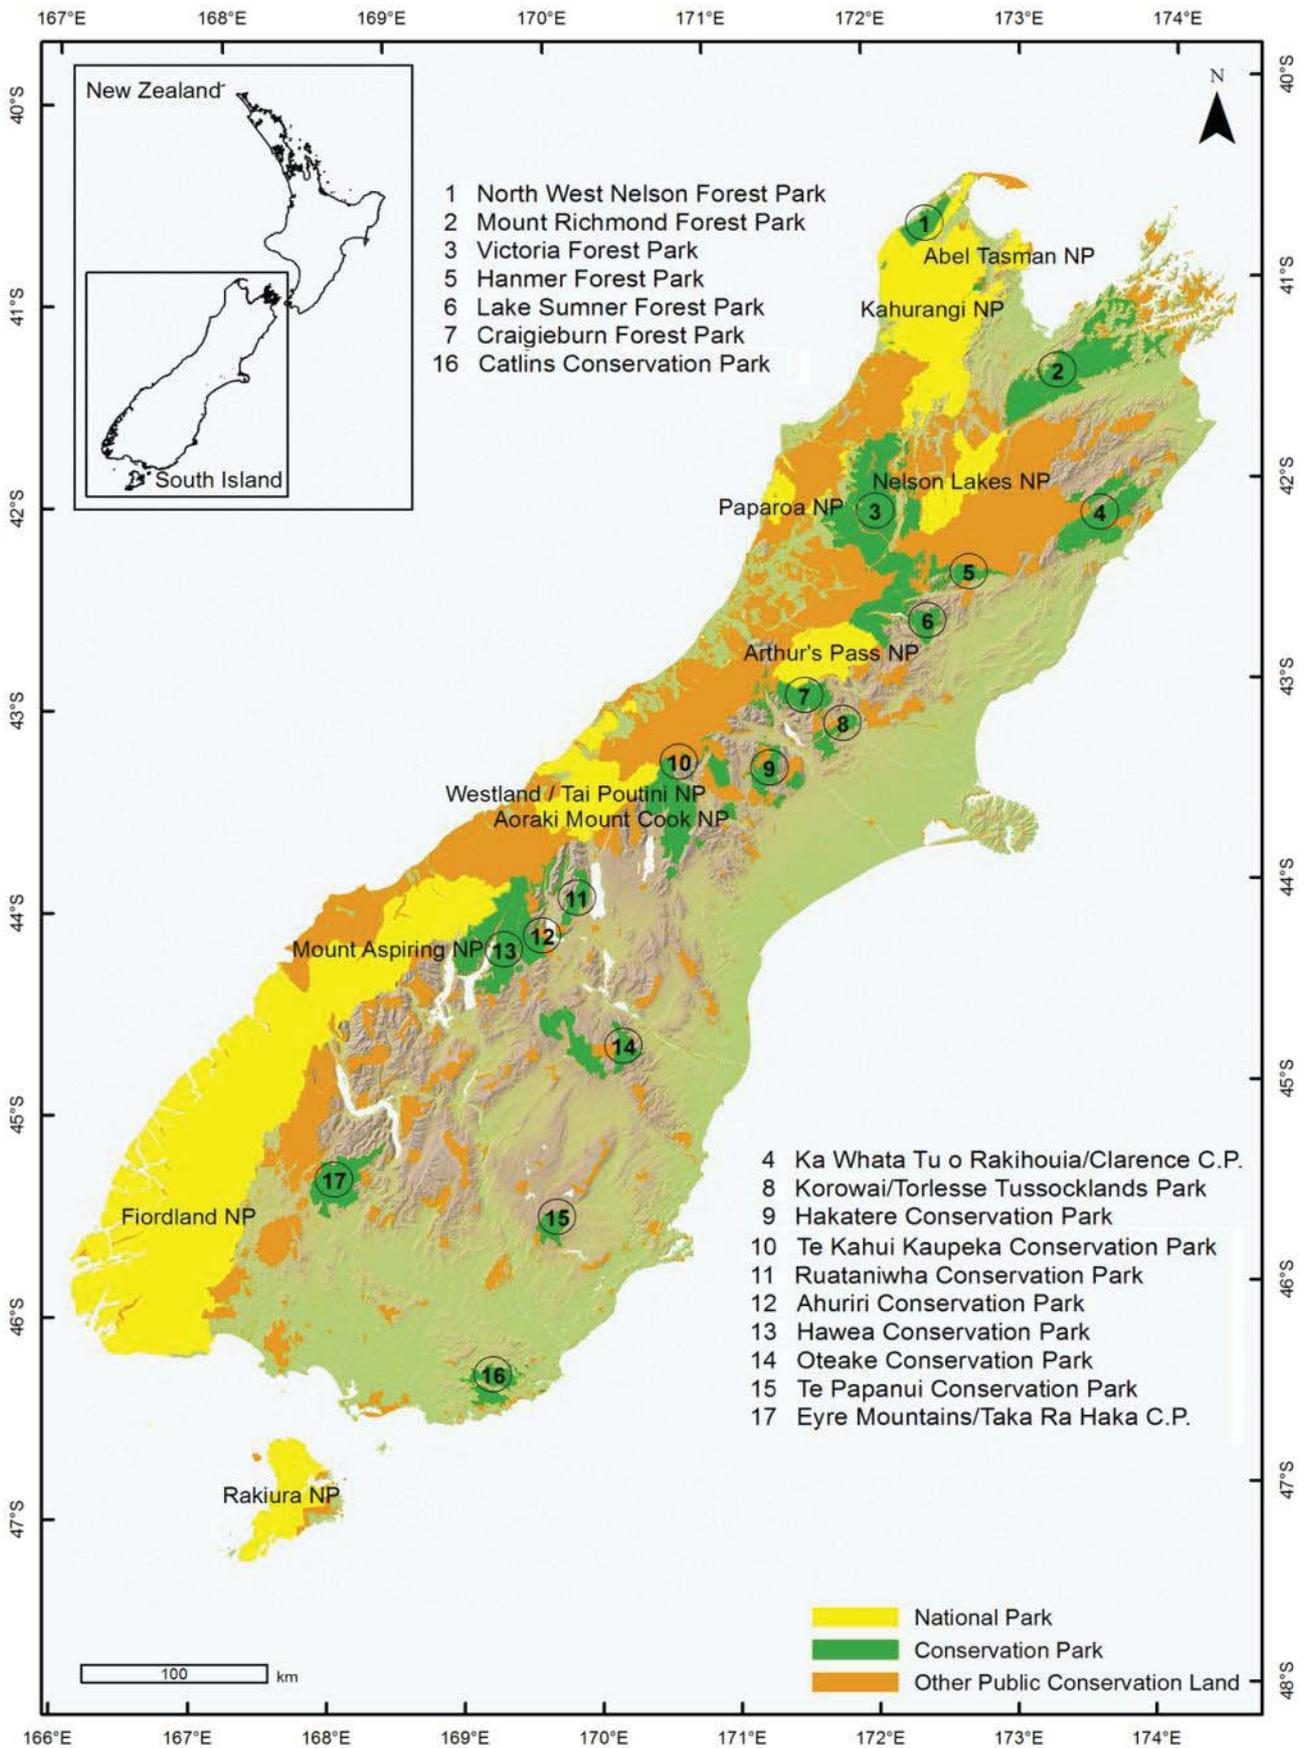 167°E 168°E 169°E 170°E 171°E 172°E 173°E 174°E
40°S
40°S
New Zealand
N
1 North West Nelson Forest Park
2 Mount Richmond Forest Park
3 Victoria Forest Park
5 Hanmer Forest Park
6 Lake Sumner Forest Park
7 Craigieburn Forest Park
16 Catlins Conservation Park
1
Abel Tasman NP
41°S
41°S
Kahurangi NP
2
South Island
Nelson Lakes NP
42°S
42°S
Paparoa NP
3
4
5
6
Arthur's Pass NP
43°S
43°S
7
8
10
9
Westland / Tai Poutini NP
Aoraki Mount Cook NP
44°S
44°S
11
12
Mount Aspiring NP
13
14
45°S
45°S
17
Fiordland NP
15
4 Ka Whata Tu o Rakihouia/Clarence C.P.
8 Korowai/Torlesse Tussocklands Park
9 Hakatere Conservation Park
10 Te Kahui Kaupeka Conservation Park
11 Ruataniwha Conservation Park
12 Ahuriri Conservation Park
13 Hawea Conservation Park
14 Oteake Conservation Park
15 Te Papanui Conservation Park
17 Eyre Mountains/Taka Ra Haka C.P.
46°S
46°S
16
Rakiura NP
47°S
47°S
National Park
Conservation Park
Other Public Conservation Land
100 km
48°S
166°E 167°E 168°E 169°E 170°E 171°E 172°E 173°E 174°E